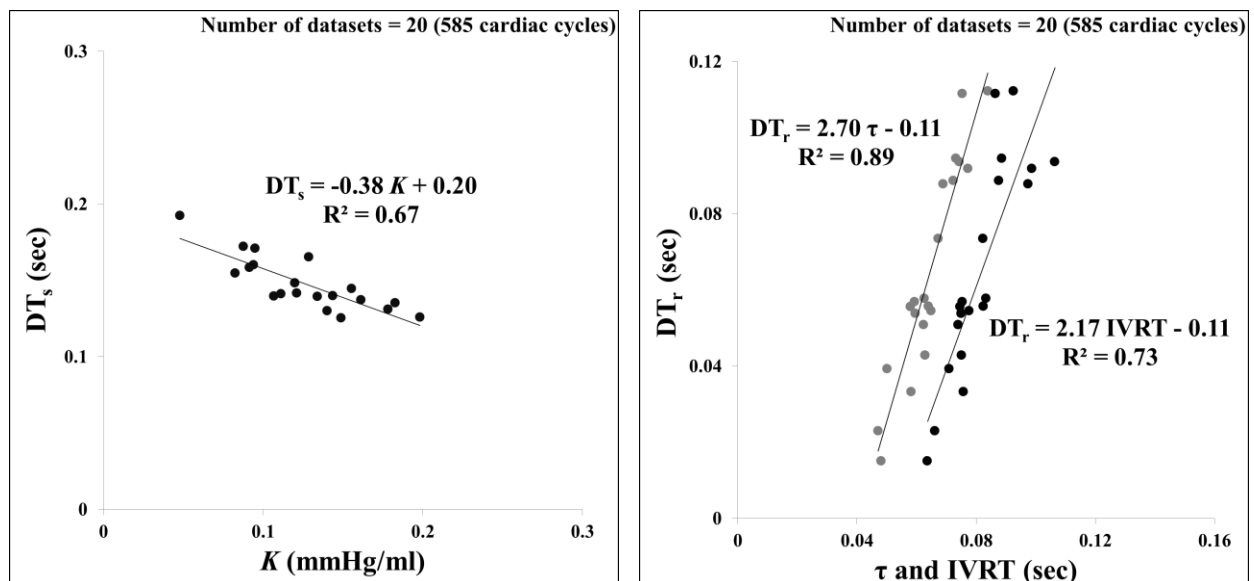 Number of datasets = 20 (585 cardiac cycles)
0.3
DTₛ = -0.38 K + 0.20
R² = 0.67
0.2
DTₛ (sec)
0.1
0
0
0.1
0.2
0.3
K (mmHg/ml)
Number of datasets = 20 (585 cardiac cycles)
0.12
DTᵣ = 2.70 τ - 0.11
R² = 0.89
0.08
DTᵣ (sec)
DTᵣ = 2.17 IVRT - 0.11
R² = 0.73
0.04
0
0
0.04
0.08
0.12
0.16
τ and IVRT (sec)